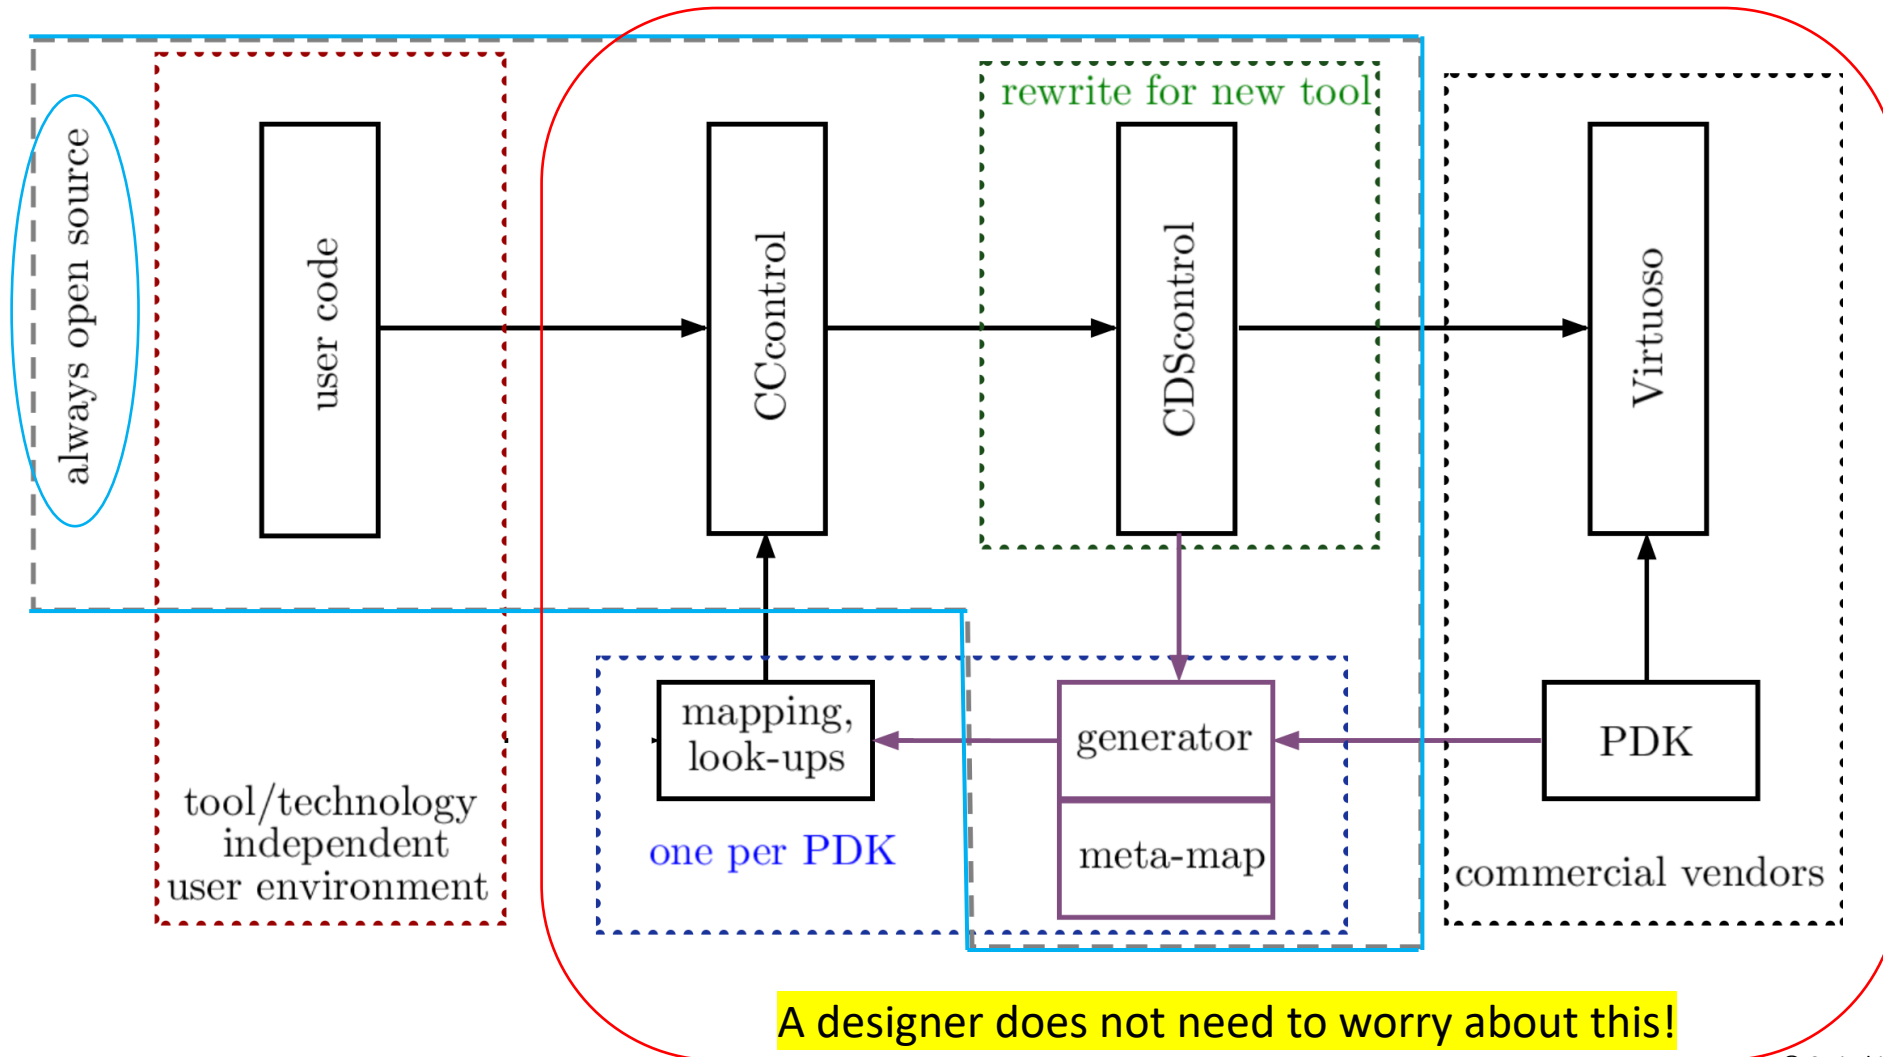 rewrite for new tool
always open source
user code
CCcontrol
CDScontrol
Virtuoso
mapping,
look-ups
generator
PDK
tool/technology
independent
user environment
one per PDK
meta-map
commercial vendors
A designer does not need to worry about this!